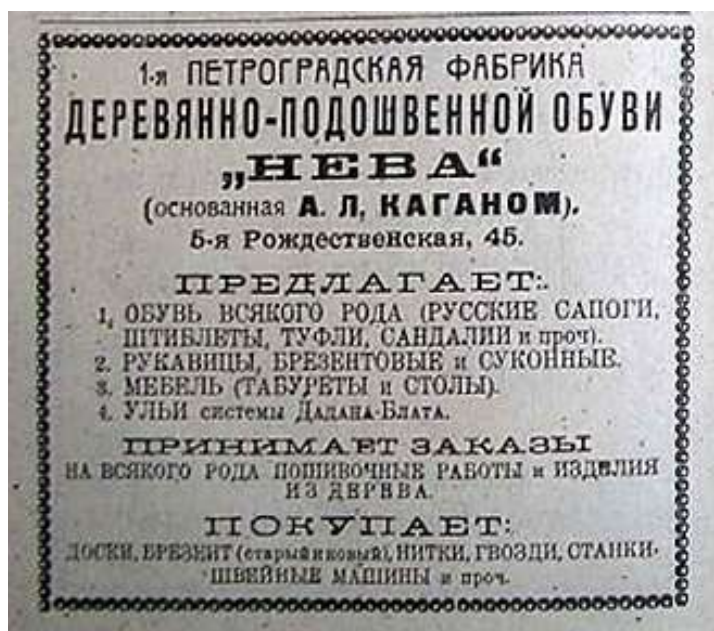 1-я ПЕТРОГРАДСКАЯ ФАБРИКА
ДЕРЕВЯННО-ПОДОШВЕННОЙ ОБУВИ
„НЕВА“
(основанная А. Л, КАГАНОМ).
5-я Рождественская, 45.
ПРЕДЛАГАЕТ:
1, ОБУВЬ ВСЯКОГО РОДА (РУССКИЕ САПОГИ,
ШТИБЛЕТЫ, ТУФЛИ, САНДАЛИИ и проч).
2. РУКАВИЦЫ, БРЕЗЕНТОВЫЕ и СУКОННЫЕ.
3. МЕБЕЛЬ (ТАБУРЕТЫ и СТОЛЫ).
4. УЛЬИ системы Дадана-Блата.
ПРИНИМАЕТ ЗАКАЗЫ
НА ВСЯКОГО РОДА ПОШИВОЧНЫЕ РАБОТЫ и ИЗДЕЛИЯ
ИЗ ДЕРЕВА.
ПОКУПАЕТ:
ДОСКИ, БРЕЗЕНТ (старый и новый), НИТКИ, ГВОЗДИ, СТАНКИ-
ШВЕЙНЫЕ МАШИНЫ и проч.